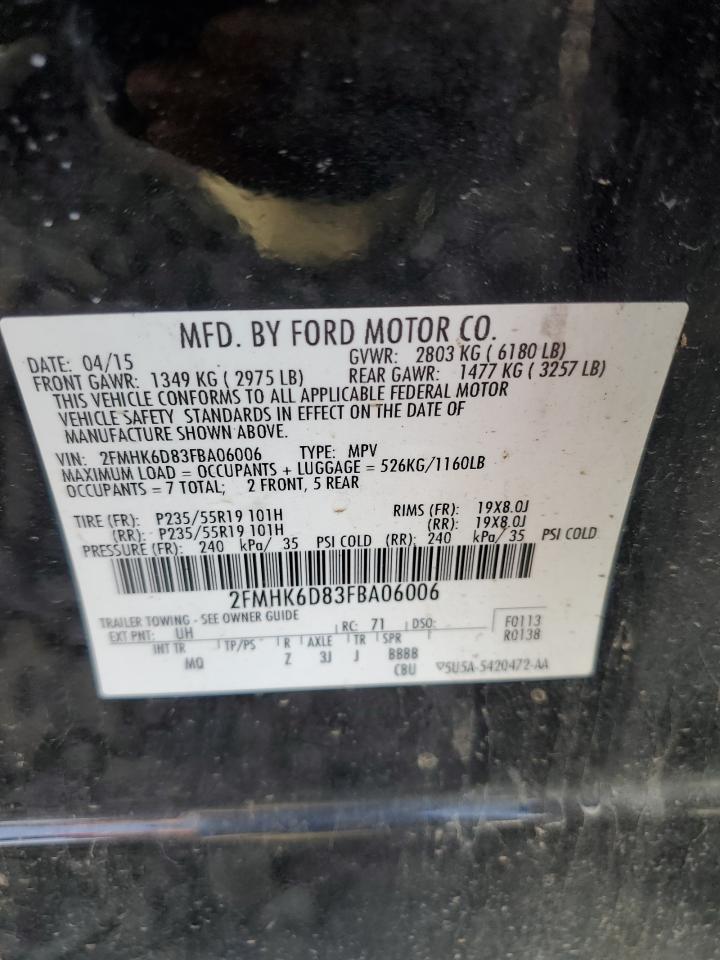 MFD. BY FORD MOTOR CO.
DATE: 04/15 GVWR: 2803 KG ( 6180 LB)
FRONT GAWR: 1349 KG ( 2975 LB) REAR GAWR: 1477 KG ( 3257 LB)
THIS VEHICLE CONFORMS TO ALL APPLICABLE FEDERAL MOTOR
VEHICLE SAFETY STANDARDS IN EFFECT ON THE DATE OF
MANUFACTURE SHOWN ABOVE.
VIN: 2FMHK6D83FBA06006 TYPE: MPV
MAXIMUM LOAD = OCCUPANTS + LUGGAGE = 526KG/1160LB
OCCUPANTS = 7 TOTAL; 2 FRONT, 5 REAR
TIRE (FR): P235/55R19 101H RIMS (FR): 19X8.0J
(RR): P235/55R19 101H (RR): 19X8.0J
PRESSURE (FR): 240 kPa/ 35 PSI COLD (RR): 240 kPa/ 35 PSI COLD
2FMHK6D83FBA06006
TRAILER TOWING - SEE OWNER GUIDE
EXT PNT: UH RC: 71 DSO: F0113
R0138
INT TR TP/PS R AXLE TR SPR
MQ Z 3J J BBBB
CBU 5U5A-5420472-AA